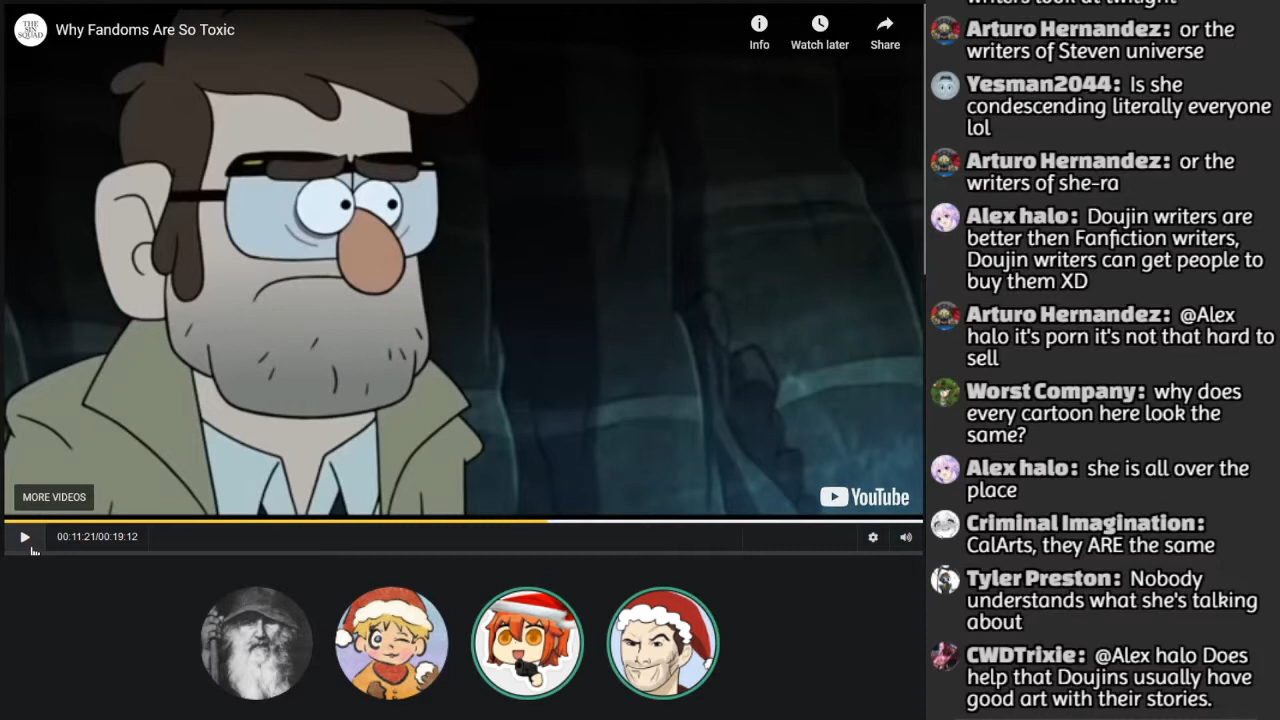 THE
SIN
SQUAD
Why Fandoms Are So Toxic
Info
Watch later
Share
MORE VIDEOS
YouTube
00:11:21/00:19:12
writers look at twilight
Arturo Hernandez: or the
writers of Steven universe
Yesman2044: Is she
condescending literally everyone
lol
Arturo Hernandez: or the
writers of she-ra
Alex halo: Doujin writers are
better then Fanfiction writers,
Doujin writers can get people to
buy them XD
Arturo Hernandez: @Alex
halo it's porn it's not that hard to
sell
Worst Company: why does
every cartoon here look the
same?
Alex halo: she is all over the
place
Criminal Imagination:
CalArts, they ARE the same
Tyler Preston: Nobody
understands what she's talking
about
CWDTrixie: @Alex halo Does
help that Doujins usually have
good art with their stories.